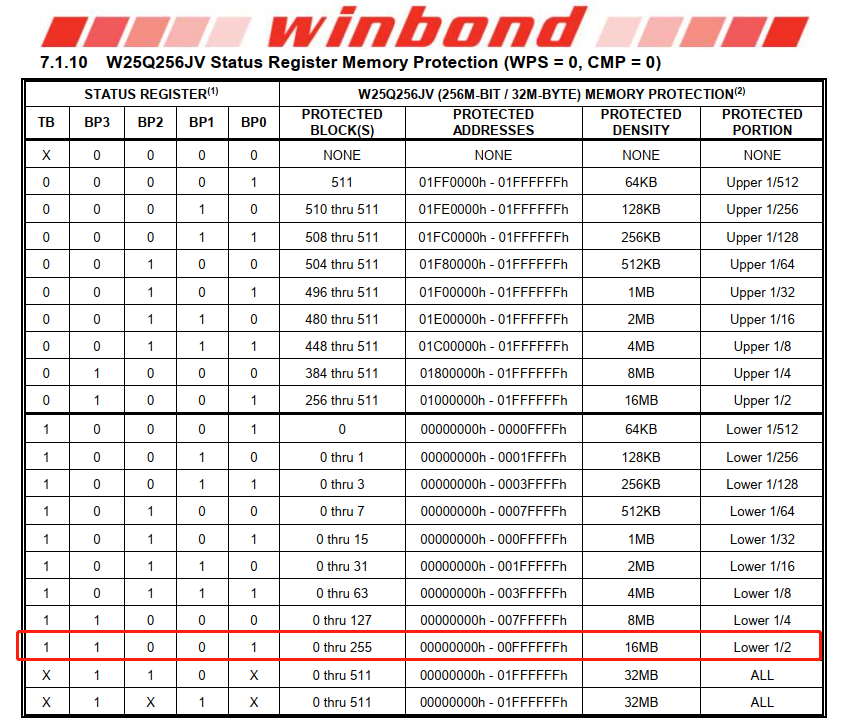 winbond
7.1.10 W25Q256JV Status Register Memory Protection (WPS = 0, CMP = 0)
STATUS REGISTER(1) W25Q256JV (256M-BIT / 32M-BYTE) MEMORY PROTECTION(2)
TB BP3 BP2 BP1 BP0 PROTECTED BLOCK(S) PROTECTED ADDRESSES PROTECTED DENSITY PROTECTED PORTION
X 0 0 0 0 NONE NONE NONE NONE
0 0 0 0 1 511 01FF0000h - 01FFFFFFh 64KB Upper 1/512
0 0 0 1 0 510 thru 511 01FE0000h - 01FFFFFFh 128KB Upper 1/256
0 0 0 1 1 508 thru 511 01FC0000h - 01FFFFFFh 256KB Upper 1/128
0 0 1 0 0 504 thru 511 01F80000h - 01FFFFFFh 512KB Upper 1/64
0 0 1 0 1 496 thru 511 01F00000h - 01FFFFFFh 1MB Upper 1/32
0 0 1 1 0 480 thru 511 01E00000h - 01FFFFFFh 2MB Upper 1/16
0 0 1 1 1 448 thru 511 01C00000h - 01FFFFFFh 4MB Upper 1/8
0 1 0 0 0 384 thru 511 01800000h - 01FFFFFFh 8MB Upper 1/4
0 1 0 0 1 256 thru 511 01000000h - 01FFFFFFh 16MB Upper 1/2
1 0 0 0 1 0 00000000h - 0000FFFFh 64KB Lower 1/512
1 0 0 1 0 0 thru 1 00000000h - 0001FFFFh 128KB Lower 1/256
1 0 0 1 1 0 thru 3 00000000h - 0003FFFFh 256KB Lower 1/128
1 0 1 0 0 0 thru 7 00000000h - 0007FFFFh 512KB Lower 1/64
1 0 1 0 1 0 thru 15 00000000h - 000FFFFFh 1MB Lower 1/32
1 0 1 1 0 0 thru 31 00000000h - 001FFFFFh 2MB Lower 1/16
1 0 1 1 1 0 thru 63 00000000h - 003FFFFFh 4MB Lower 1/8
1 1 0 0 0 0 thru 127 00000000h - 007FFFFFh 8MB Lower 1/4
1 1 0 0 1 0 thru 255 00000000h - 00FFFFFFh 16MB Lower 1/2
X 1 1 0 X 0 thru 511 00000000h - 01FFFFFFh 32MB ALL
X 1 X 1 X 0 thru 511 00000000h - 01FFFFFFh 32MB ALL